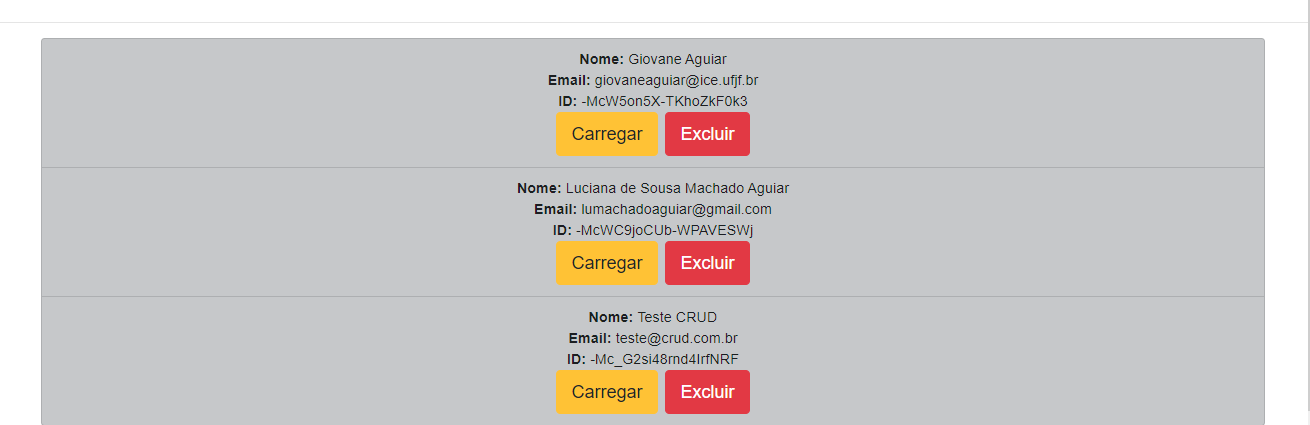 Nome: Giovane Aguiar
Email: giovaneaguiar@ice.ufjf.br
ID: -McW5on5X-TKhoZkF0k3
Carregar Excluir
Nome: Luciana de Sousa Machado Aguiar
Email: lumachadoaguiar@gmail.com
ID: -McWC9joCUb-WPAVESWj
Carregar Excluir
Nome: Teste CRUD
Email: teste@crud.com.br
ID: -Mc_G2si48rnd4IrfNRF
Carregar Excluir